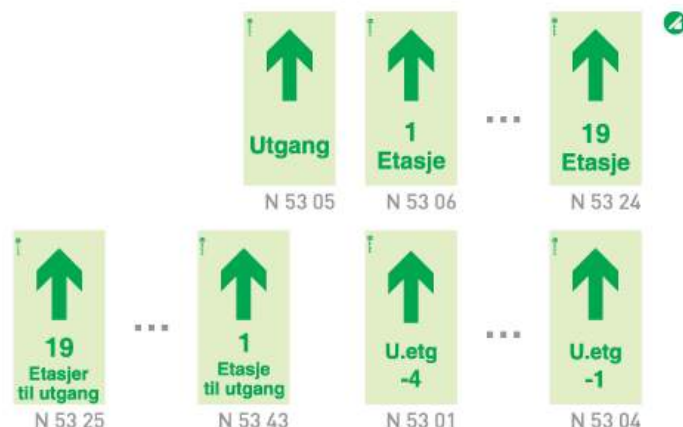 Utgang
1
Etasje
...
19
Etasje
N 53 05
N 53 06
N 53 24
19
Etasjer
til utgang
...
1
Etasje
til utgang
U.etg
-4
...
U.etg
-1
N 53 25
N 53 43
N 53 01
N 53 04